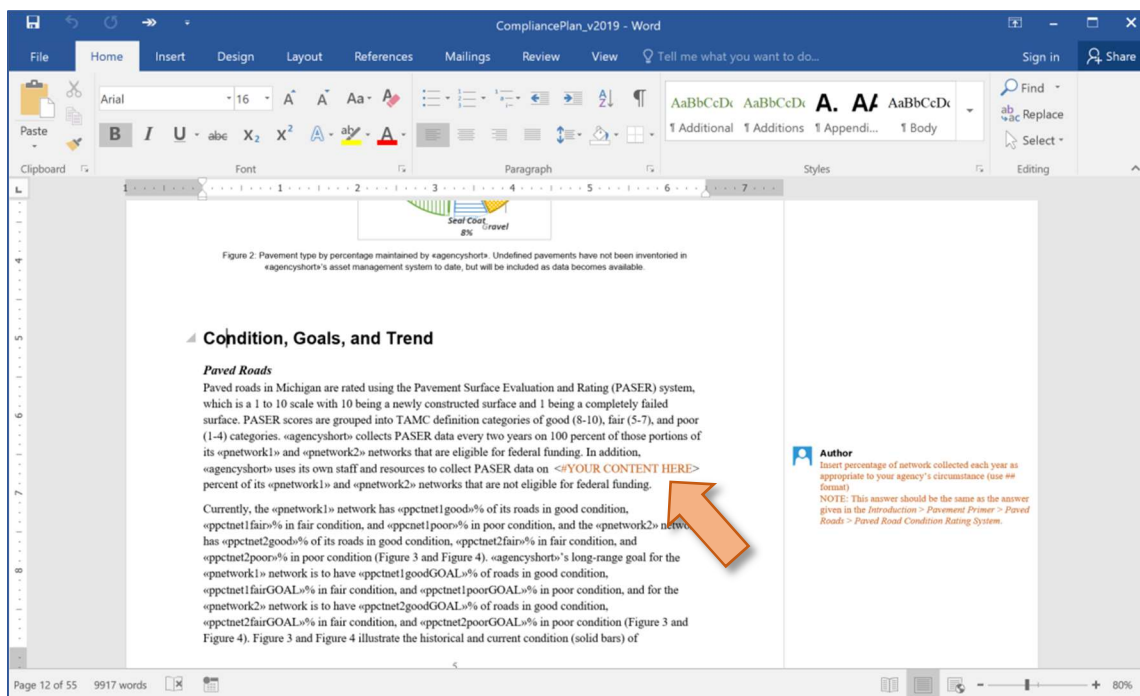 CompliancePlan_v2019 - Word
File Home Insert Design Layout References Mailings Review View Tell me what you want to do... Sign in Share
Paste
Clipboard
Arial 16 A A Aa
B I U abc X2 X2 A aby A
Font
Paragraph
AaBbCcDc AaBbCcDc A. A/ AaBbCcDc
¶ Additional ¶ Additions ¶ Appendi... ¶ Body
Styles
Find
Replace
Select
Editing
1 1 2 3 4 5 6 7
Seal Coat
8%
Gravel
Figure 2: Pavement type by percentage maintained by «agencyshort». Undefined pavements have not been inventoried in
«agencyshort»'s asset management system to date, but will be included as data becomes available.
Condition, Goals, and Trend
Paved Roads
Paved roads in Michigan are rated using the Pavement Surface Evaluation and Rating (PASER) system,
which is a 1 to 10 scale with 10 being a newly constructed surface and 1 being a completely failed
surface. PASER scores are grouped into TAMC definition categories of good (8-10), fair (5-7), and poor
(1-4) categories. «agencyshort» collects PASER data every two years on 100 percent of those portions of
its «pnetwork1» and «pnetwork2» networks that are eligible for federal funding. In addition,
«agencyshort» uses its own staff and resources to collect PASER data on <#YOUR CONTENT HERE>
percent of its «pnetwork1» and «pnetwork2» networks that are not eligible for federal funding.
Currently, the «pnetwork1» network has «ppctnet1good»% of its roads in good condition,
«ppctnet1fair»% in fair condition, and «ppcnet1poor»% in poor condition, and the «pnetwork2» network
has «ppctnet2good»% of its roads in good condition, «ppctnet2fair»% in fair condition, and
«ppctnet2poor»% in poor condition (Figure 3 and Figure 4). «agencyshort»'s long-range goal for the
«pnetwork1» network is to have «ppctnet1goodGOAL»% of roads in good condition,
«ppctnet1fairGOAL»% in fair condition, and «ppctnet1poorGOAL»% in poor condition, and for the
«pnetwork2» network is to have «ppctnet2goodGOAL»% of roads in good condition,
«ppctnet2fairGOAL»% in fair condition, and «ppctnet2poorGOAL»% in poor condition (Figure 3 and
Figure 4). Figure 3 and Figure 4 illustrate the historical and current condition (solid bars) of
Author
Insert percentage of network collected each year as
appropriate to your agency's circumstance (use ##
format)
NOTE: This answer should be the same as the answer
given in the Introduction > Pavement Primer > Paved
Roads > Paved Road Condition Rating System.
Page 12 of 55 9917 words 80%